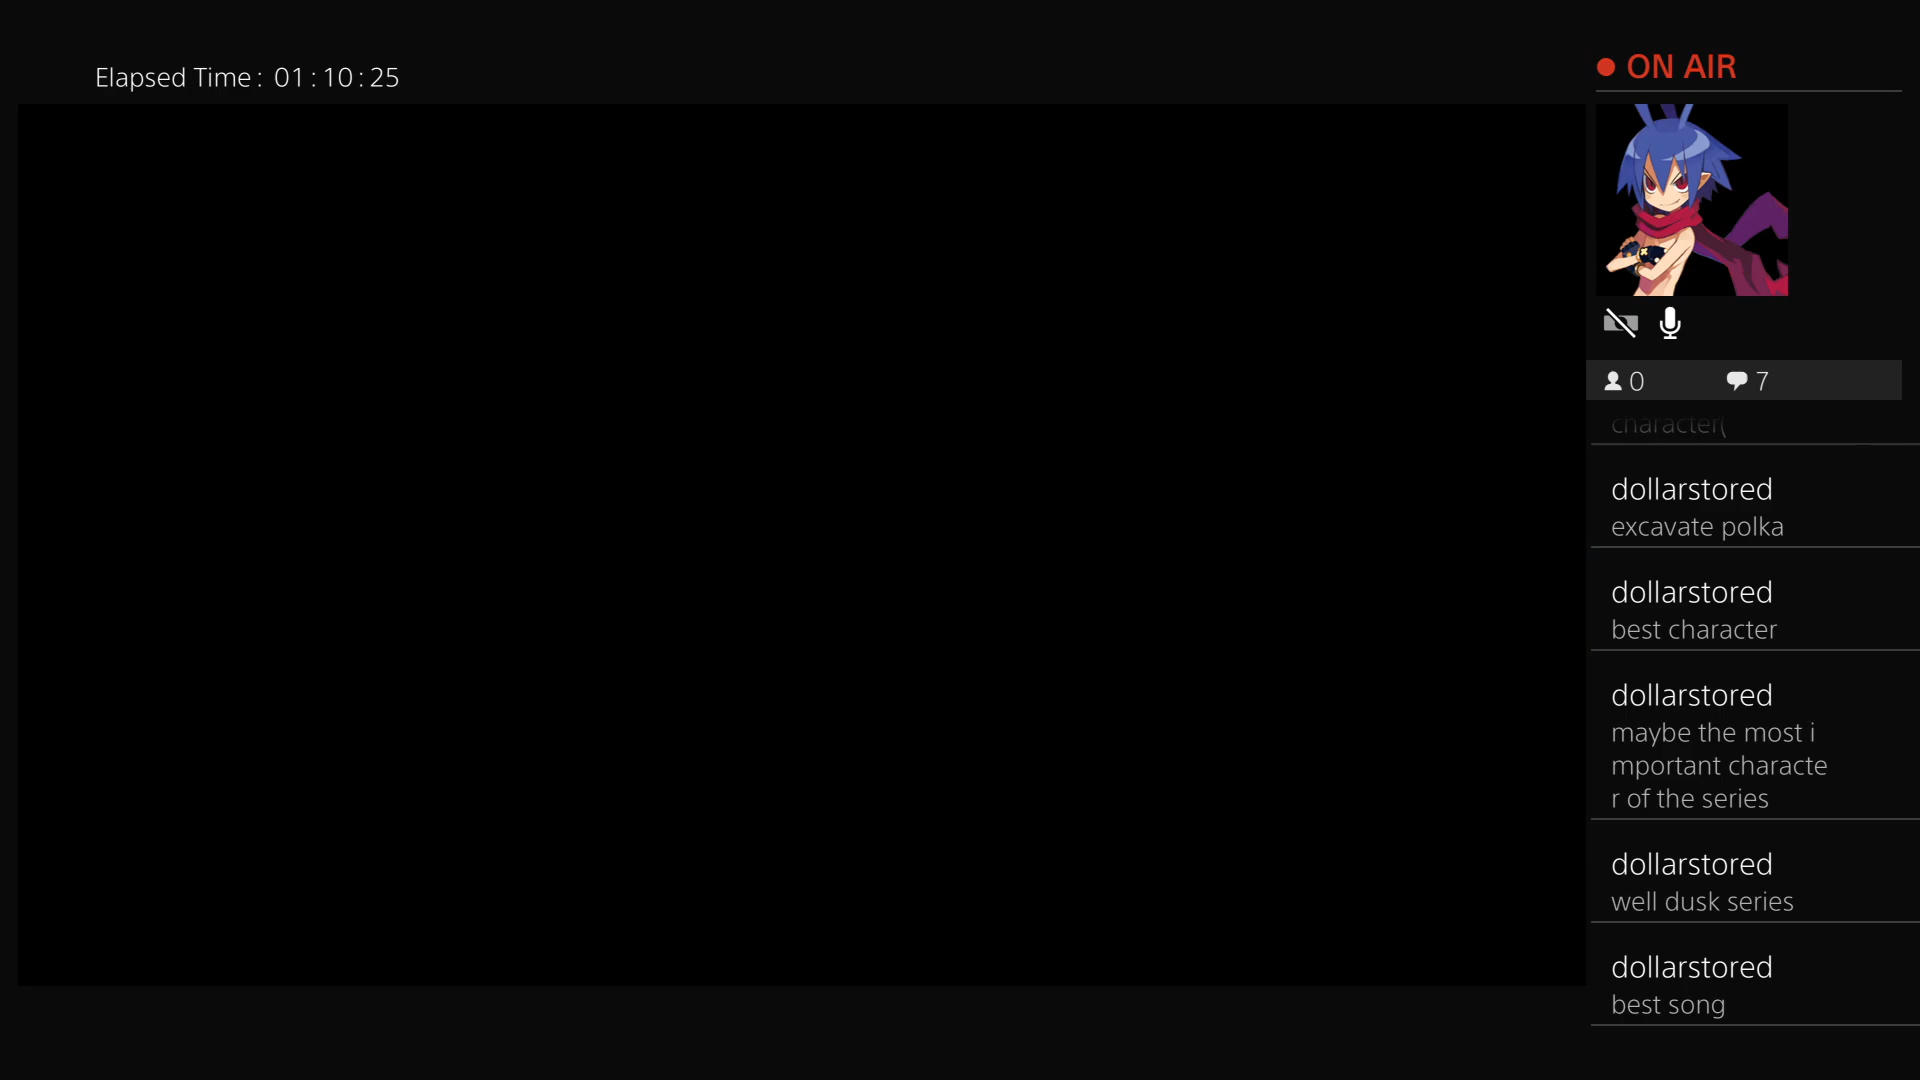 Elapsed Time: 01:10:25
ON AIR
0 7
character(
dollarstored
excavate polka
dollarstored
best character
dollarstored
maybe the most i
mportant characte
r of the series
dollarstored
well dusk series
dollarstored
best song